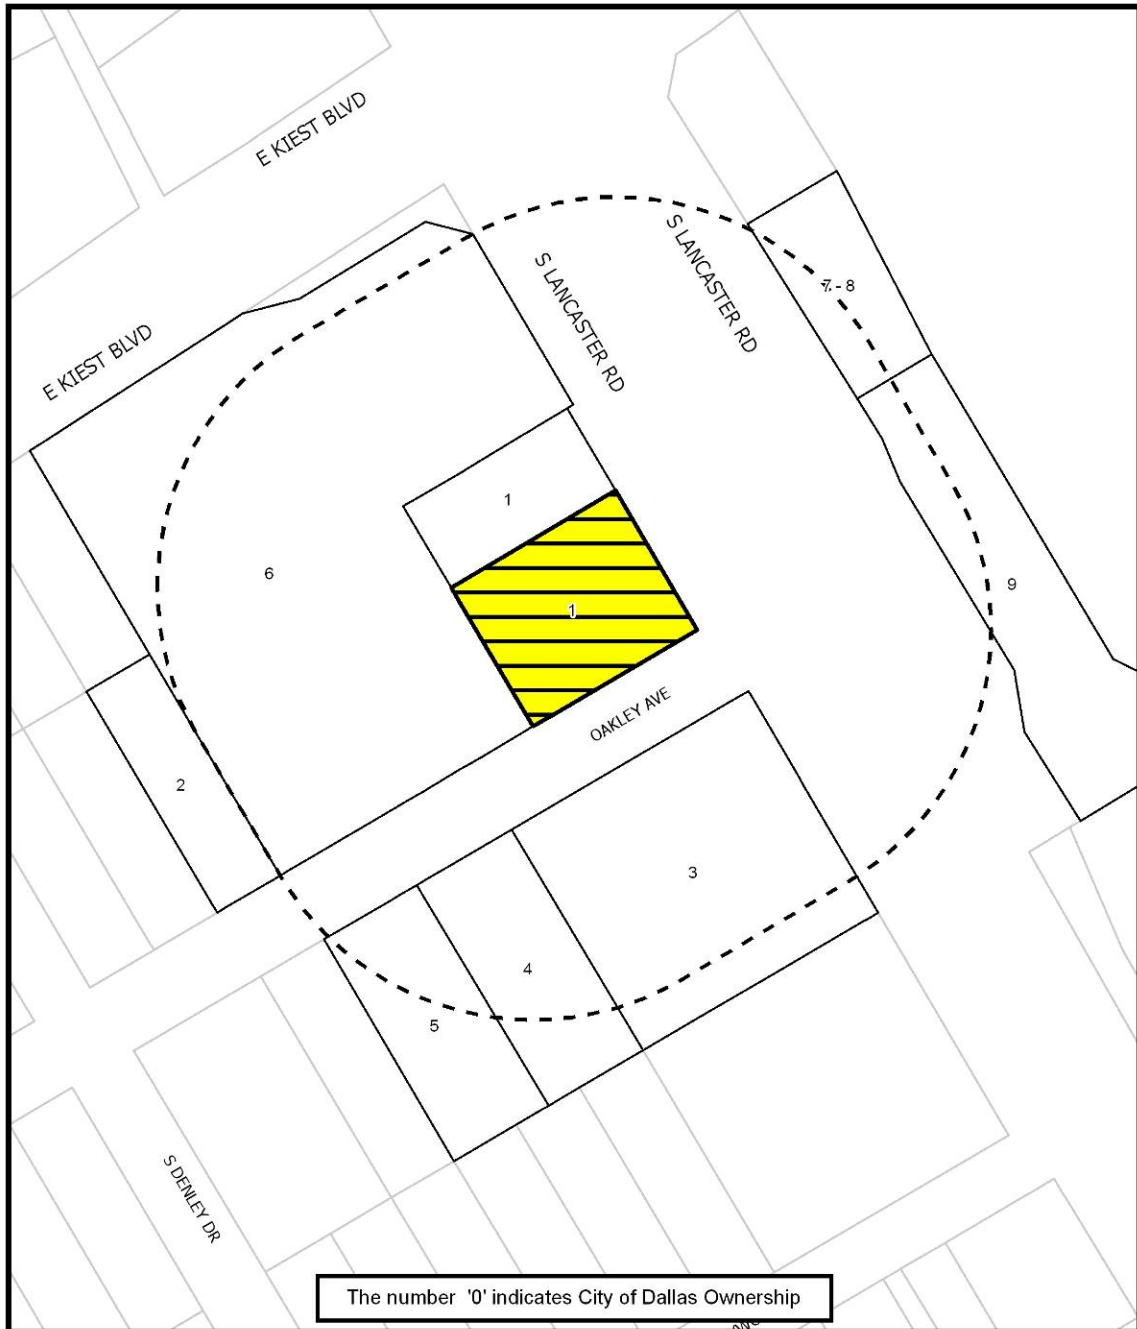 E KIEST BLVD
S LANCASTER RD
S LANCASTER RD
7 - 8
E KIEST BLVD
1
6
9
1
OAKLEY AVE
2
3
4
5
S DENLEY DR
The number '0' indicates City of Dallas Ownership